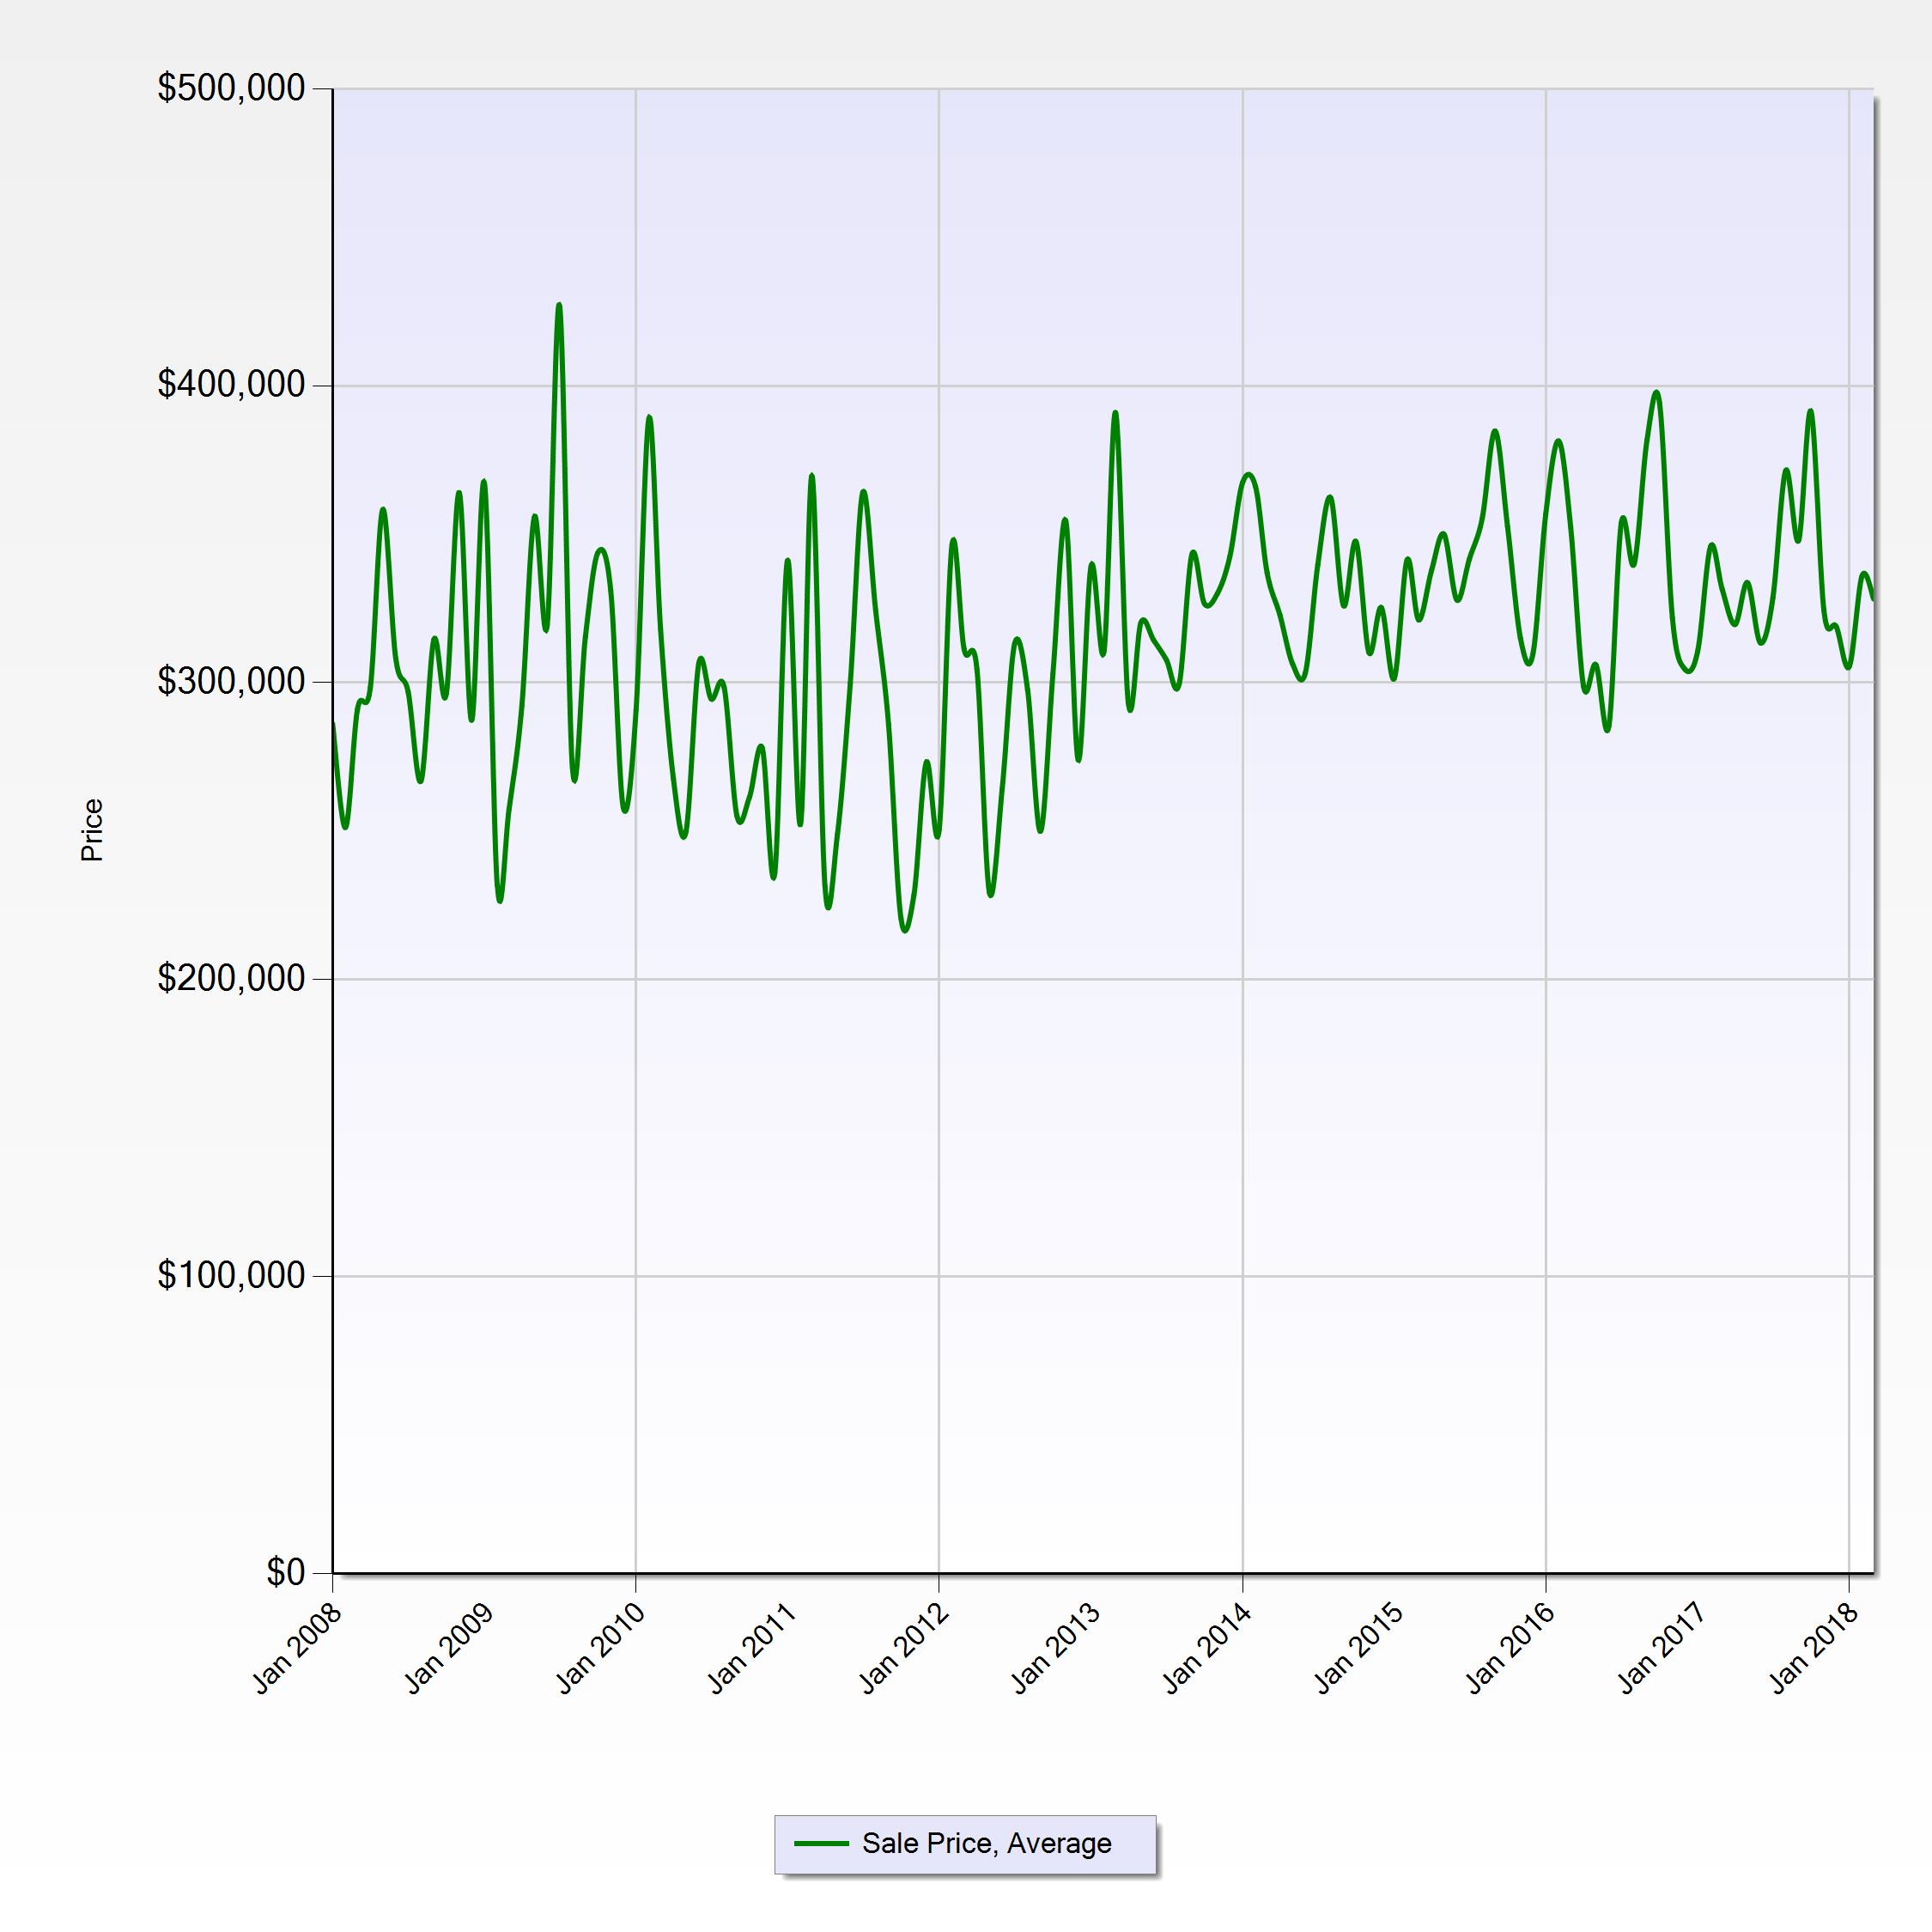 $500,000
$400,000
$300,000
$200,000
$100,000
$0
Price
Jan 2008
Jan 2009
Jan 2010
Jan 2011
Jan 2012
Jan 2013
Jan 2014
Jan 2015
Jan 2016
Jan 2017
Jan 2018
Sale Price, Average